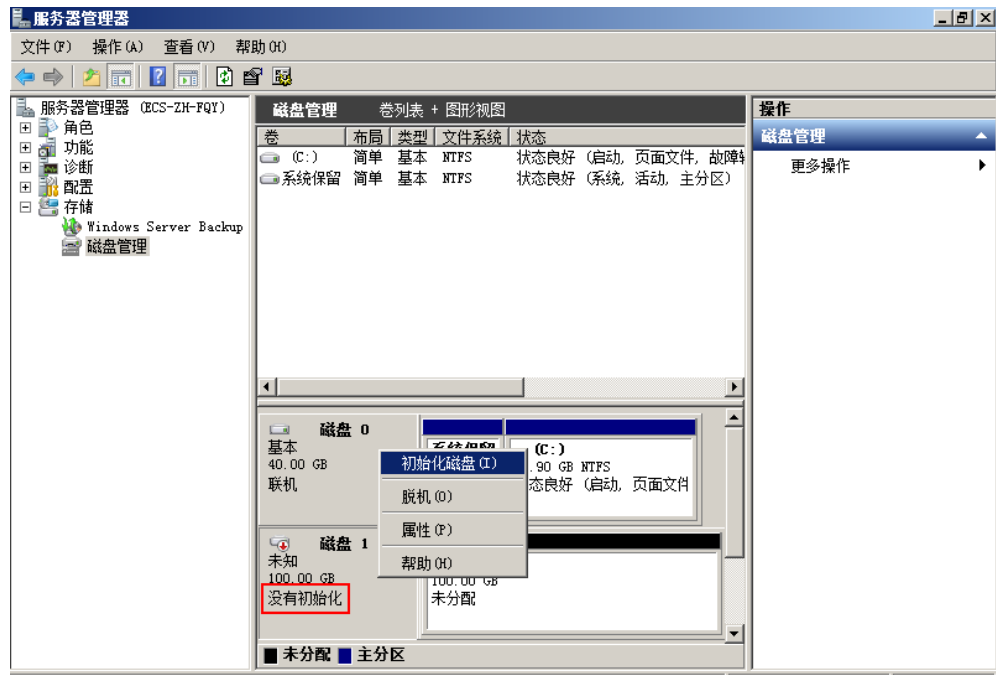 服务器管理器
文件(F) 操作(A) 查看(V) 帮助(H)
服务器管理器 (ECS-ZH-FQY)
角色
功能
诊断
配置
存储
Windows Server Backup
磁盘管理
磁盘管理 卷列表 + 图形视图
卷 布局 类型 文件系统 状态
(C:) 简单 基本 NTFS 状态良好 (启动, 页面文件, 故障转
系统保留 简单 基本 NTFS 状态良好 (系统, 活动, 主分区)
操作
磁盘管理
更多操作
磁盘 0
基本
40.00 GB
联机
系统保留
(C:)
.90 GB NTFS
态良好 (启动, 页面文件
初始化磁盘(I)
脱机(O)
属性(P)
帮助(H)
磁盘 1
未知
100.00 GB
没有初始化
100.00 GB
未分配
未分配 主分区